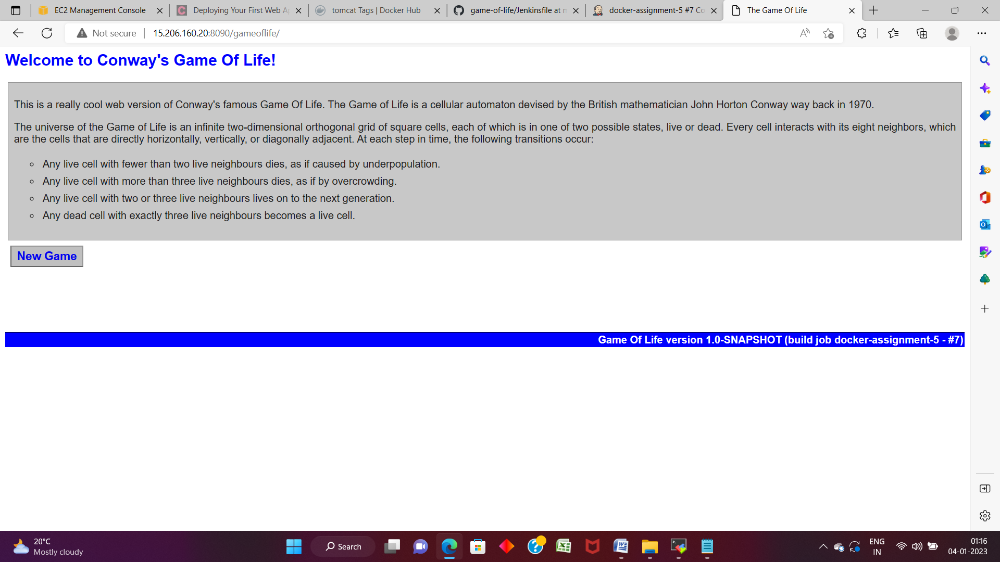 EC2 Management Console
Deploying Your First Web A
tomcat Tags | Docker Hub
game-of-life/Jenkinsfile at
docker-assignment-5 #7 Co
The Game Of Life
Not secure
15.206.160.20:8090/gameoflife/
Welcome to Conway's Game Of Life!
This is a really cool web version of Conway's famous Game Of Life. The Game of Life is a cellular automaton devised by the British mathematician John Horton Conway way back in 1970.
The universe of the Game of Life is an infinite two-dimensional orthogonal grid of square cells, each of which is in one of two possible states, live or dead. Every cell interacts with its eight neighbors, which
are the cells that are directly horizontally, vertically, or diagonally adjacent. At each step in time, the following transitions occur:
Any live cell with fewer than two live neighbours dies, as if caused by underpopulation.
Any live cell with more than three live neighbours dies, as if by overcrowding.
Any live cell with two or three live neighbours lives on to the next generation.
Any dead cell with exactly three live neighbours becomes a live cell.
New Game
Game Of Life version 1.0-SNAPSHOT (build job docker-assignment-5 - #7)
20°C
Mostly cloudy
Search
ENG
IN
01:16
04-01-2023